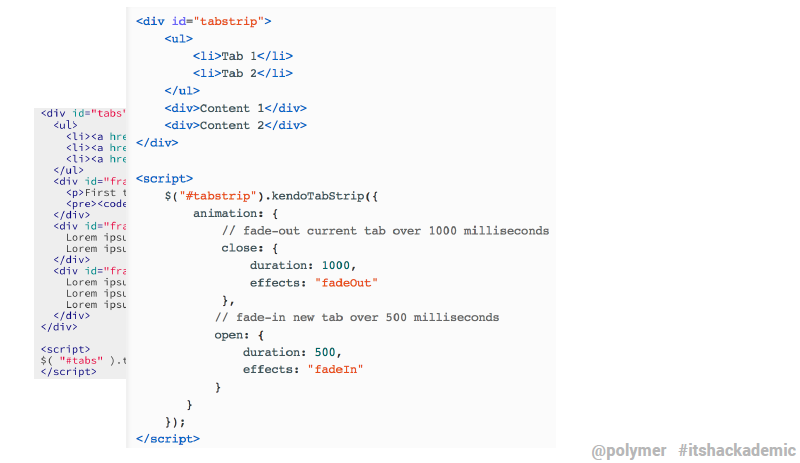 <div id="tabs"
<ul>
<li><a hre
<li><a hre
<li><a hre
</ul>
<div id="fra
<p>First t
<pre><code
</div>
<div id="fra
Lorem ipsu
Lorem ipsu
</div>
<div id="fra
Lorem ipsu
Lorem ipsu
Lorem ipsu
</div>
</div>
<script>
$( "#tabs" ).t
</script>
<div id="tabstrip">
<ul>
<li>Tab 1</li>
<li>Tab 2</li>
</ul>
<div>Content 1</div>
<div>Content 2</div>
</div>
<script>
$("#tabstrip").kendoTabStrip({
animation: {
// fade-out current tab over 1000 milliseconds
close: {
duration: 1000,
effects: "fadeOut"
},
// fade-in new tab over 500 milliseconds
open: {
duration: 500,
effects: "fadeIn"
}
}
});
</script>
@polymer #itshackademic